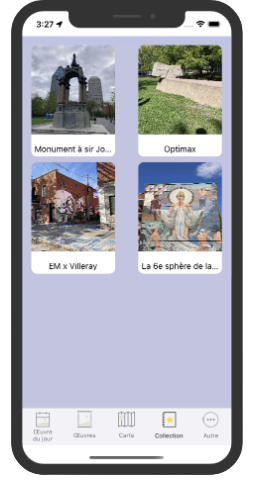 3:27
Monument à sir Jo...
Optimax
EM x Villeray
La 6e sphère de la...
Œuvre
du jour
Œuvres
Carte
Collection
Autre